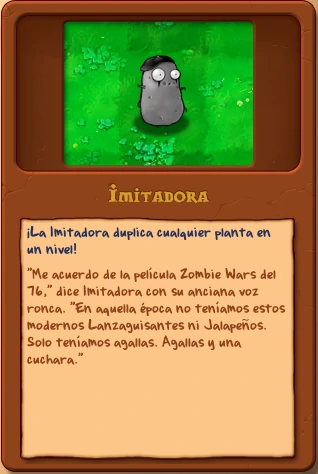 Imitadora
¡La Imitadora duplica cualquier planta en
un nivel!
"Me acuerdo de la película Zombie Wars del
76," dice Imitadora con su anciana voz
ronca. "En aquella época no teníamos estos
modernos Lanzaguisantes ni Jalapeños.
Solo teníamos agallas. Agallas y una
cuchara."